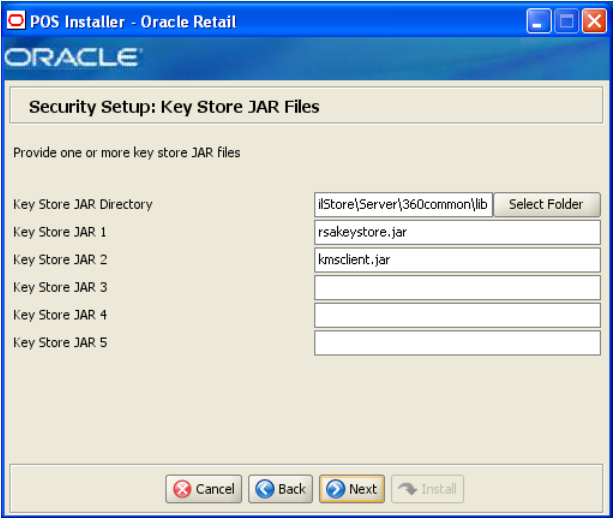 POS Installer - Oracle Retail
ORACLE
Security Setup: Key Store JAR Files
Provide one or more key store JAR files
Key Store JAR Directory ilStore\Server\360common\lib Select Folder
Key Store JAR 1 rsakeystore.jar
Key Store JAR 2 kmsclient.jar
Key Store JAR 3
Key Store JAR 4
Key Store JAR 5
Cancel Back Next Install